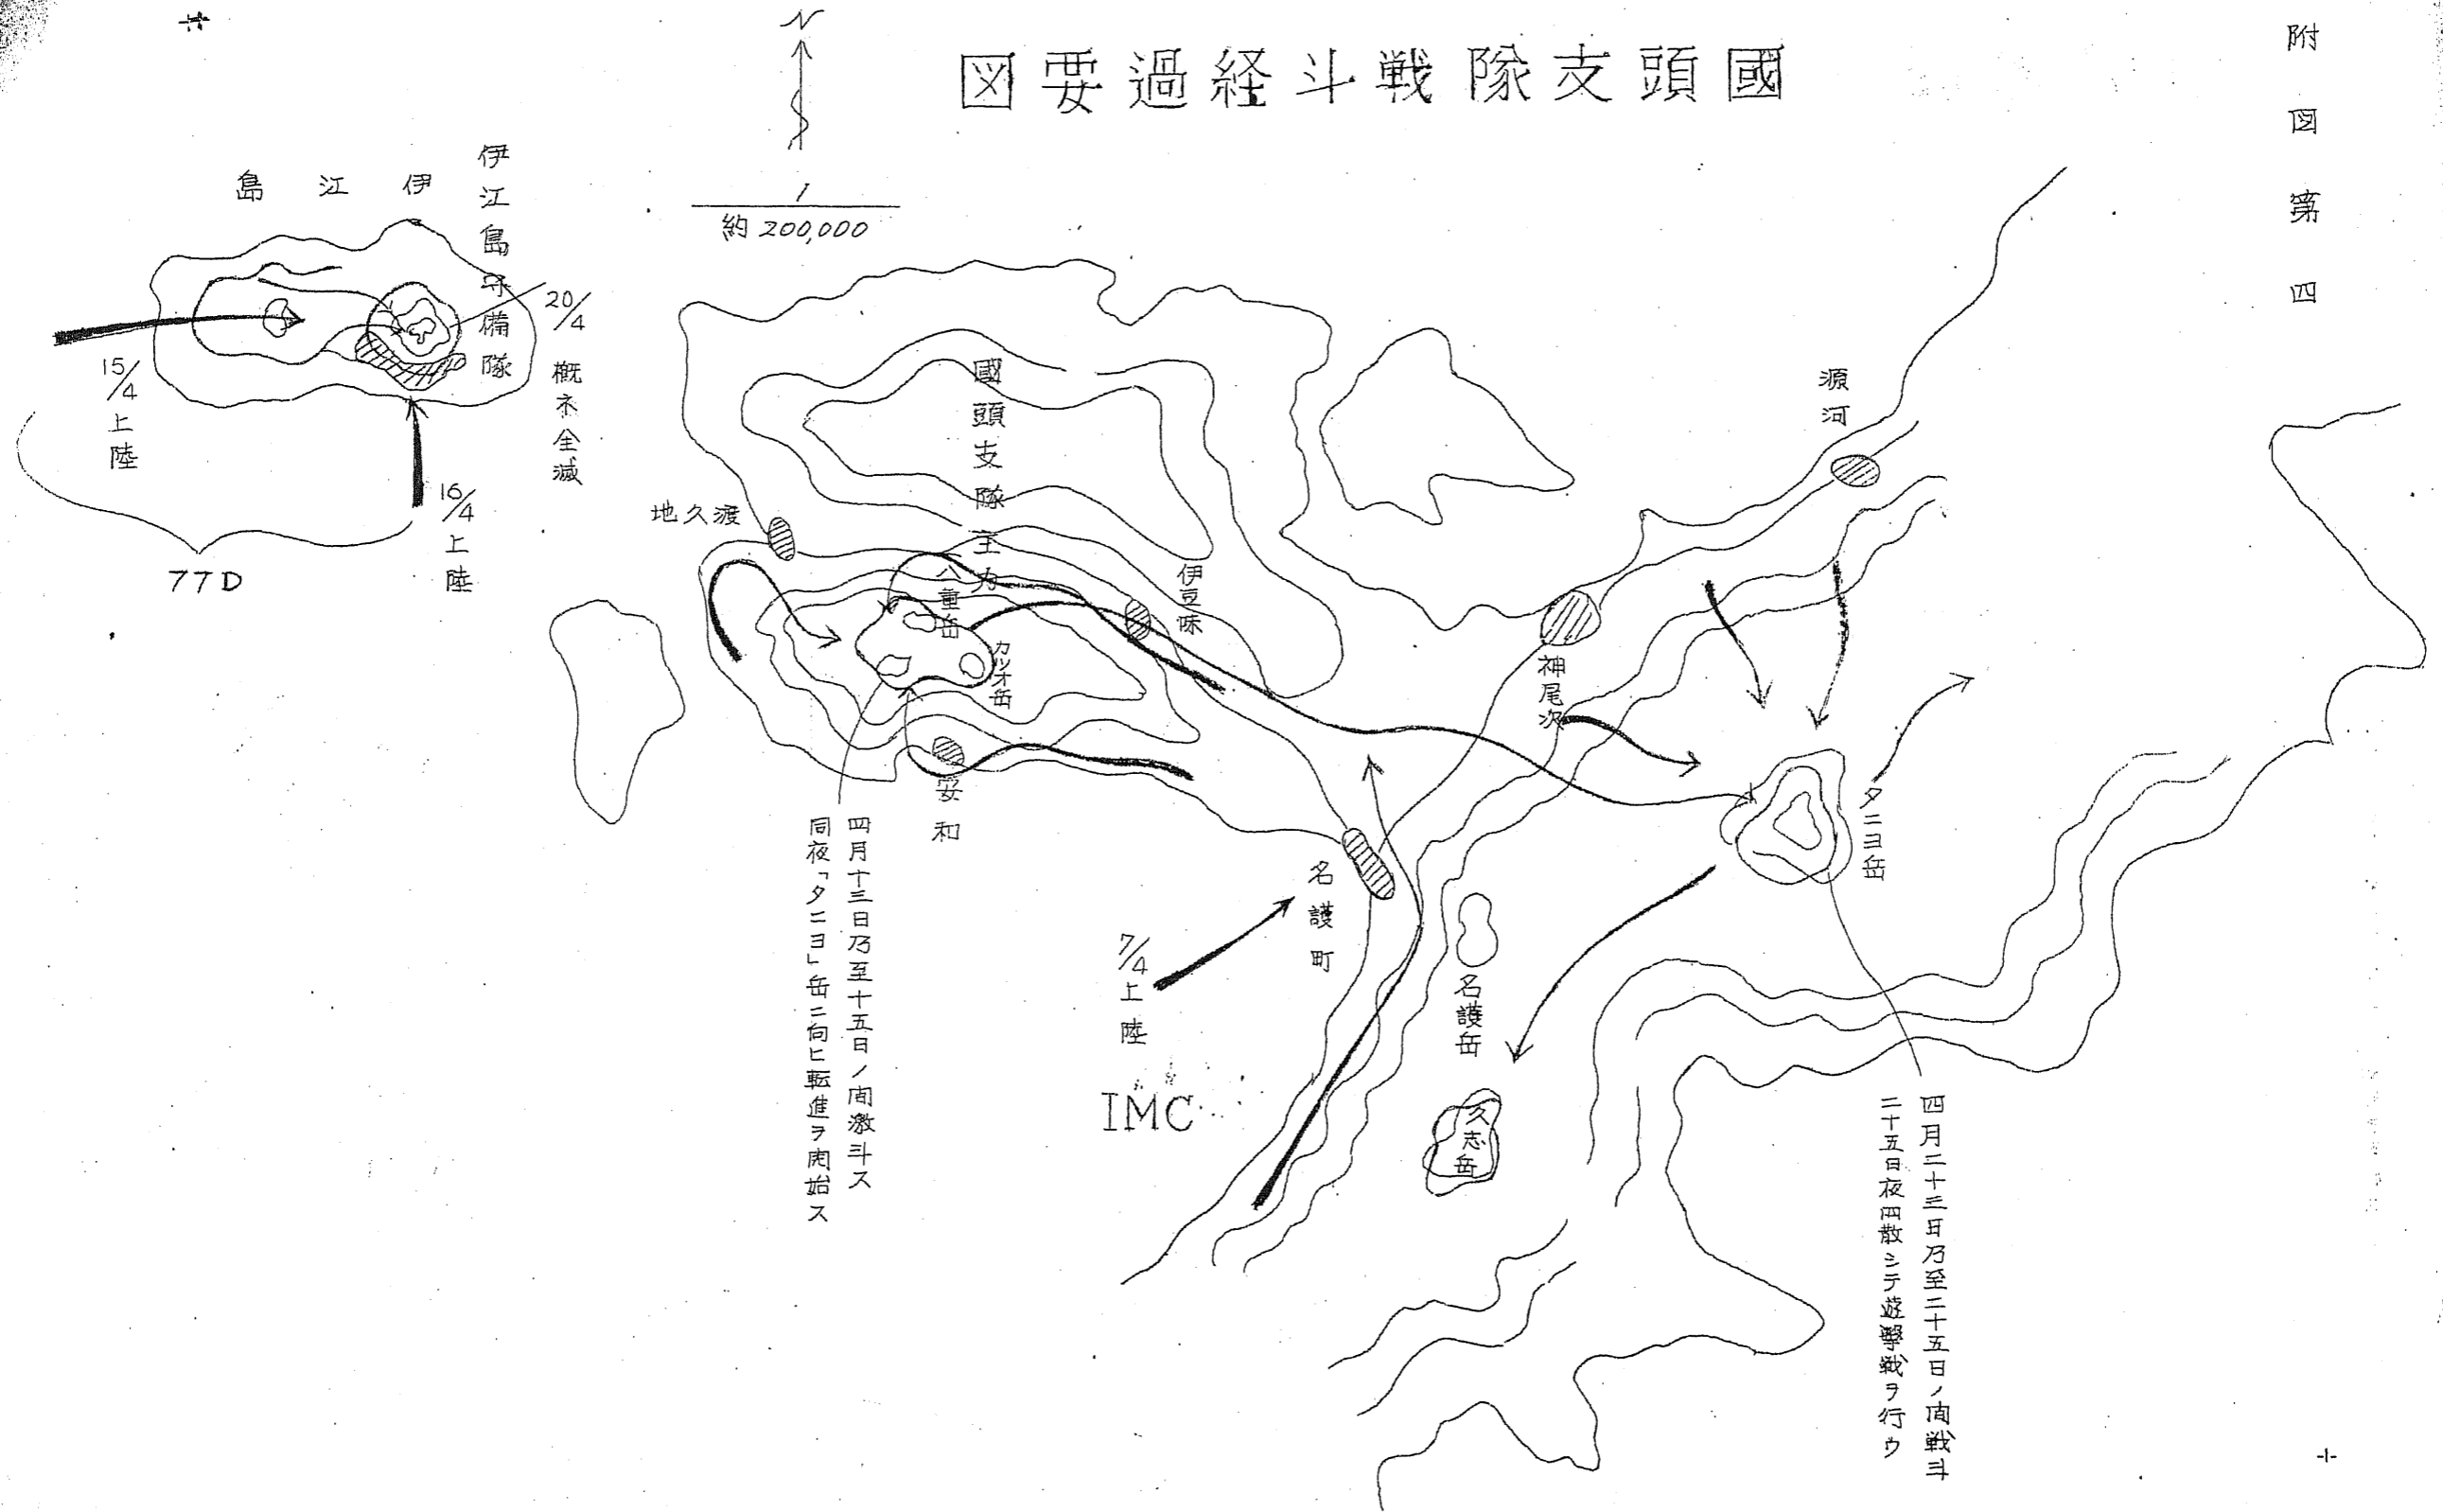 附図第四
國頭支隊戦斗経過要図
N
1
約200,000
伊江島
伊江島守備隊
20/4
概ネ全滅
15/4
上陸
16/4
上陸
77D
國頭支隊主力
源河
渡久地
八重岳
伊豆味
カツオ岳
安和
神尾次
タニヨ岳
名護町
7/4
上陸
IMC
名護岳
久志岳
四月十三日乃至十五日ノ間激斗ス
同夜「タニヨ」岳ニ向ヒ転進ヲ開始ス
四月二十三日乃至二十五日ノ間戦斗
二十五日夜四散シテ遊撃戦ヲ行ウ